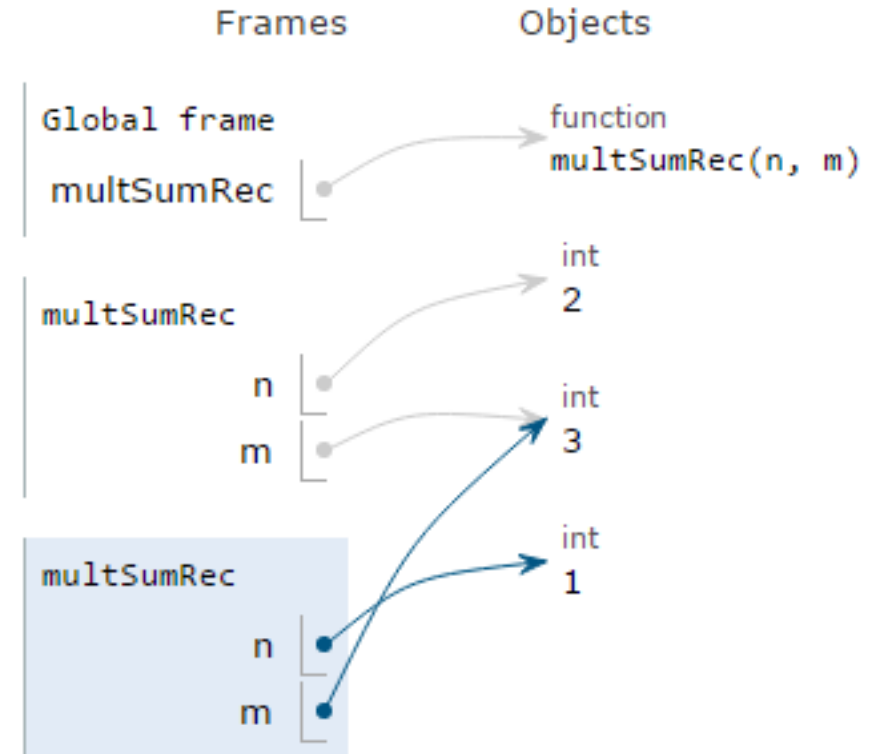 Frames Objects
Global frame
function
multSumRec(n, m)
multSumRec
int
2
multSumRec
n
int
3
m
int
1
multSumRec
n
m